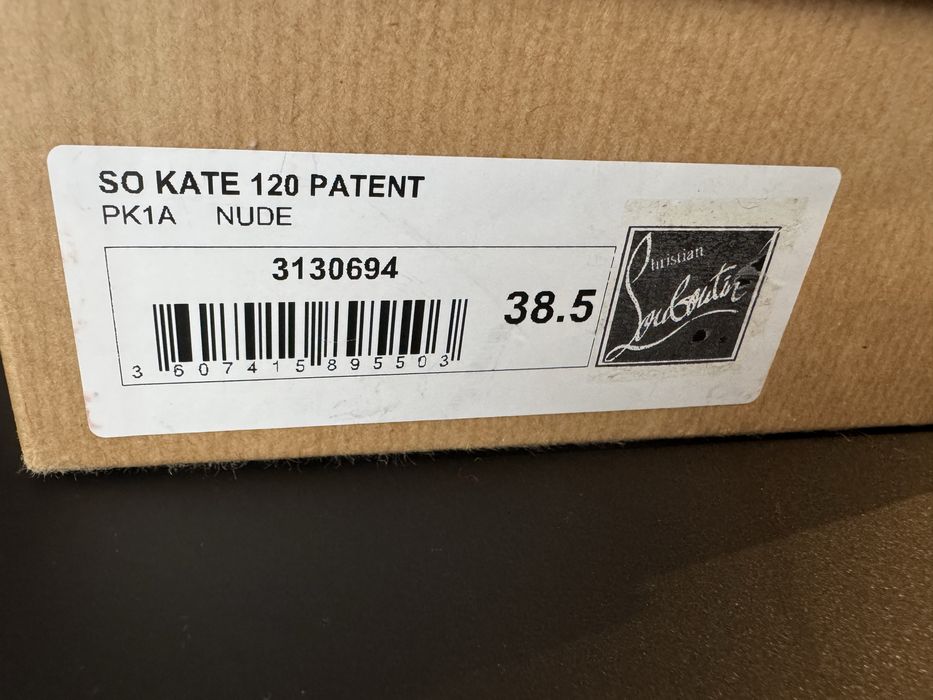 SO KATE 120 PATENT
PK1A NUDE
3130694
38.5
3 607415 895503
Christian
Louboutin